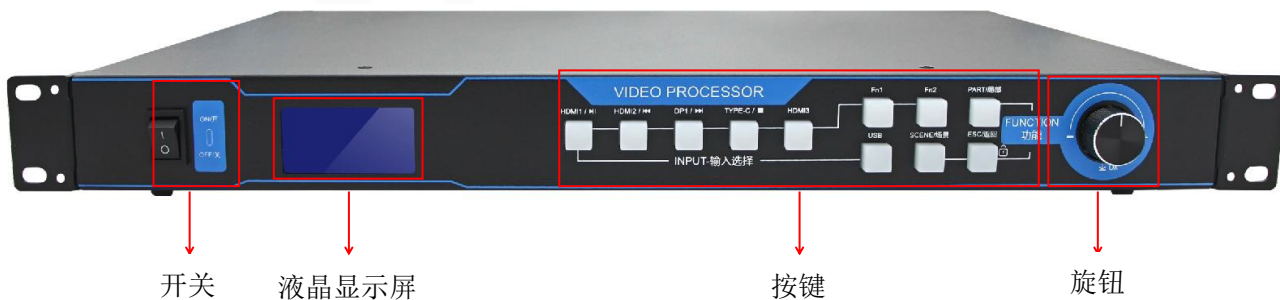 VIDEO PROCESSOR
Fn1
Fn2
PART/局部
HDMI1 / ⏯
HDMI2 / ⏮
DP1 / ⏭
TYPE-C / ■
HDMI3
ON/开
OFF/关
USB
SCENE/场景
ESC/返回
FUNCTION
功能
INPUT-输入选择
I
O
OK
开关
液晶显示屏
按键
旋钮